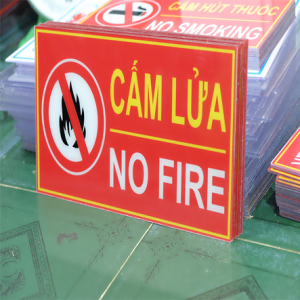 CẤM HÚT THUỐC
NO SMOKING
CẤM LỬA
NO FIRE